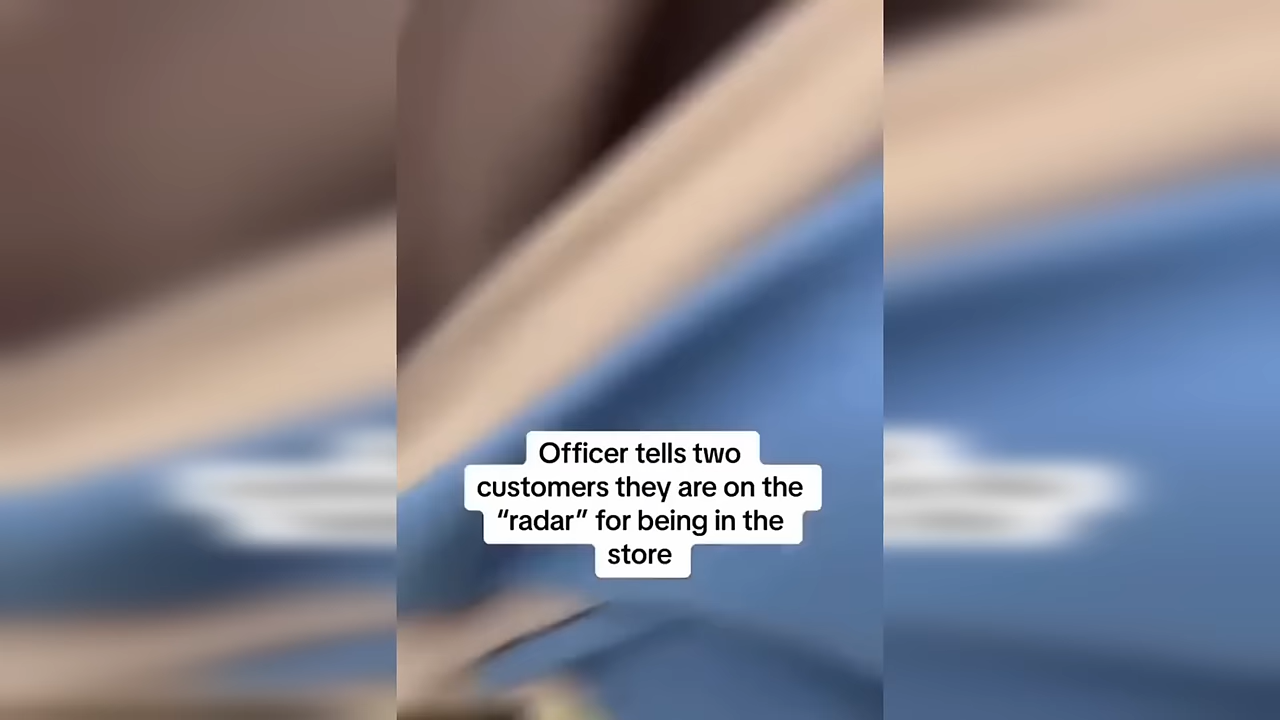 Officer tells two
customers they are on the
“radar” for being in the
store